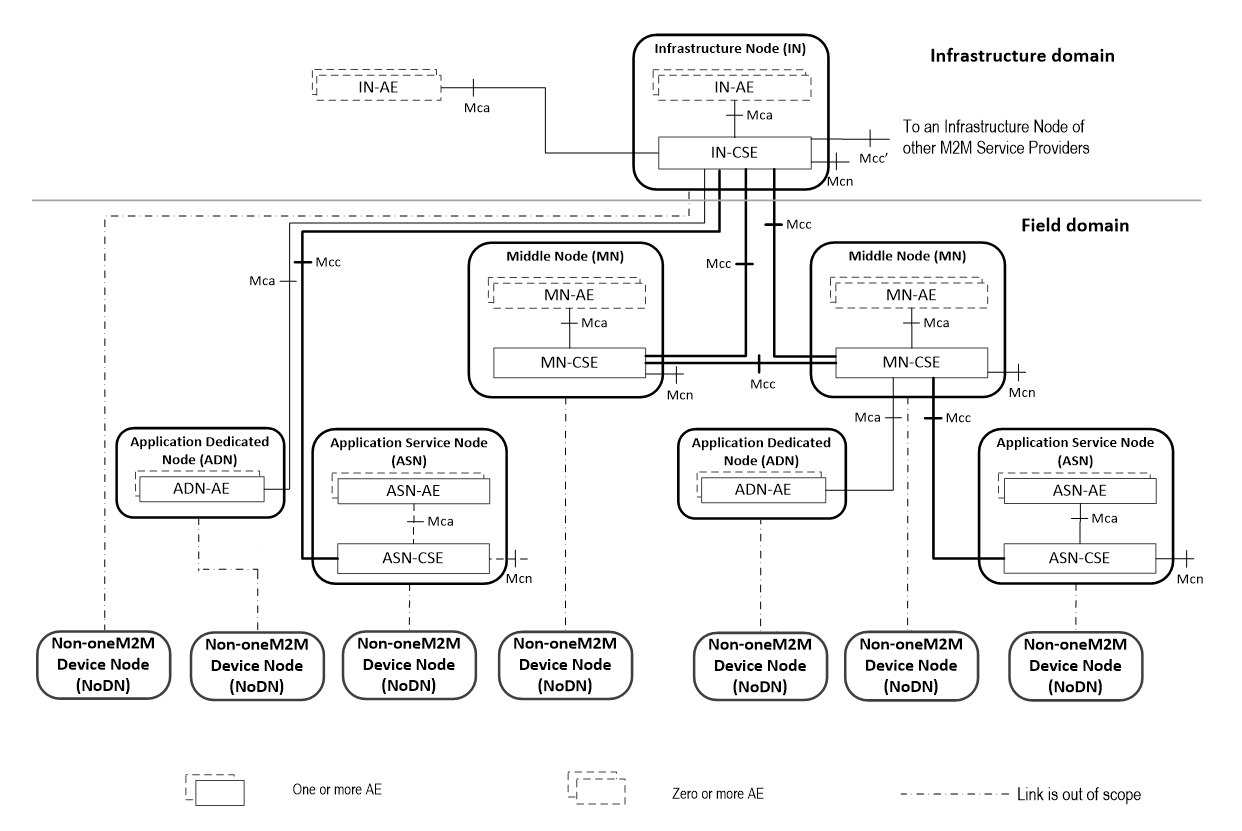 Infrastructure Node (IN)
Infrastructure domain
IN-AE
IN-AE
Mca
Mca
To an Infrastructure Node of
other M2M Service Providers
IN-CSE
Mcc’
Mcn
Field domain
Mcc
Mcc
Mcc
Mca
Middle Node (MN)
MN-AE
Mca
MN-CSE
Mcn
Mcc
Middle Node (MN)
MN-AE
Mca
MN-CSE
Mcn
Mca
Mcc
Application Dedicated
Node (ADN)
ADN-AE
Application Service Node
(ASN)
ASN-AE
Mca
ASN-CSE
Mcn
Application Dedicated
Node (ADN)
ADN-AE
Application Service Node
(ASN)
ASN-AE
Mca
ASN-CSE
Mcn
Non-oneM2M
Device Node
(NoDN)
Non-oneM2M
Device Node
(NoDN)
Non-oneM2M
Device Node
(NoDN)
Non-oneM2M
Device Node
(NoDN)
Non-oneM2M
Device Node
(NoDN)
Non-oneM2M
Device Node
(NoDN)
Non-oneM2M
Device Node
(NoDN)
One or more AE
Zero or more AE
Link is out of scope